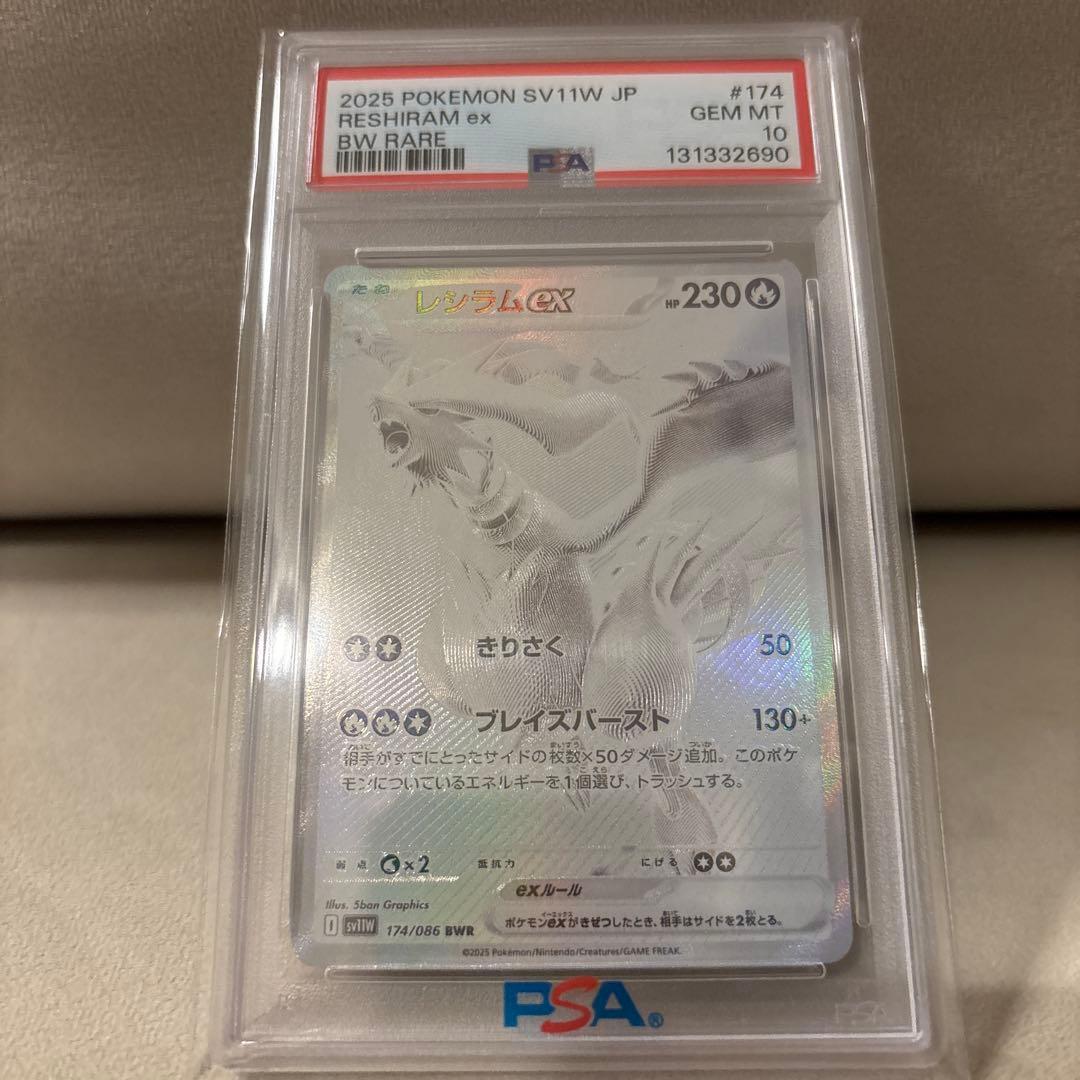 2025 POKEMON SV11W JP #174
RESHIRAM ex GEM MT
BW RARE 10
PSA 131332690
たね レシラムex HP 230
きりさく 50
ブレイズバースト 130+
相手がすでにとったサイドの枚数×50ダメージ追加。このポケ
モンについているエネルギーを1個選び、トラッシュする。
弱点 ×2 抵抗力 にげる
exルール
ポケモンexがきぜつしたとき、相手はサイドを2枚とる。
Illus. 5ban Graphics
sv11W 174/086 BWR
©2025 Pokémon/Nintendo/Creatures/GAME FREAK.
PSA®
PSA